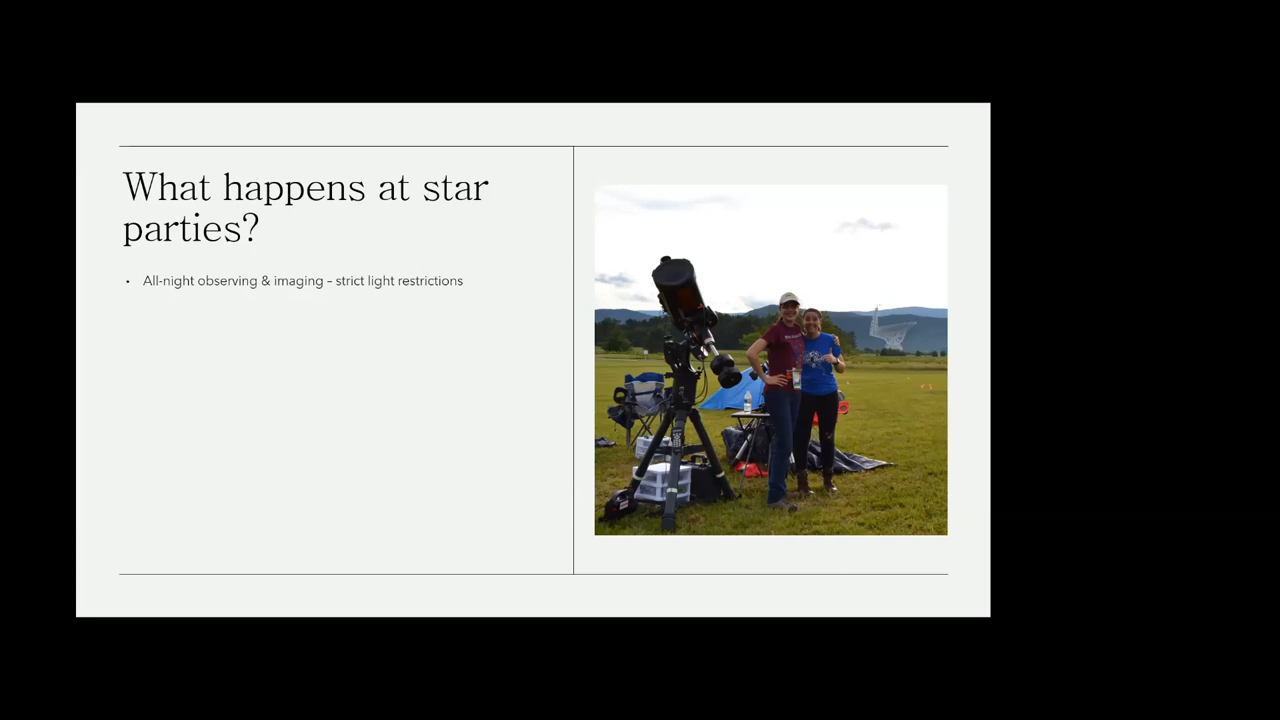 What happens at star
parties?
• All-night observing & imaging – strict light restrictions